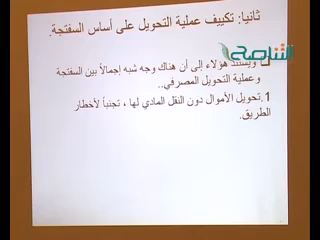 ثانيا: تكييف عملية التحويل على أساس السفتجة.
الشامخة
ويستند هؤلاء إلى أن هناك وجه شبه إجمالاً بين السفتجة
وعملية التحويل المصرفي..
1. تحويل الأموال دون النقل المادي لها ، تجنباً لأخطار
الطريق.